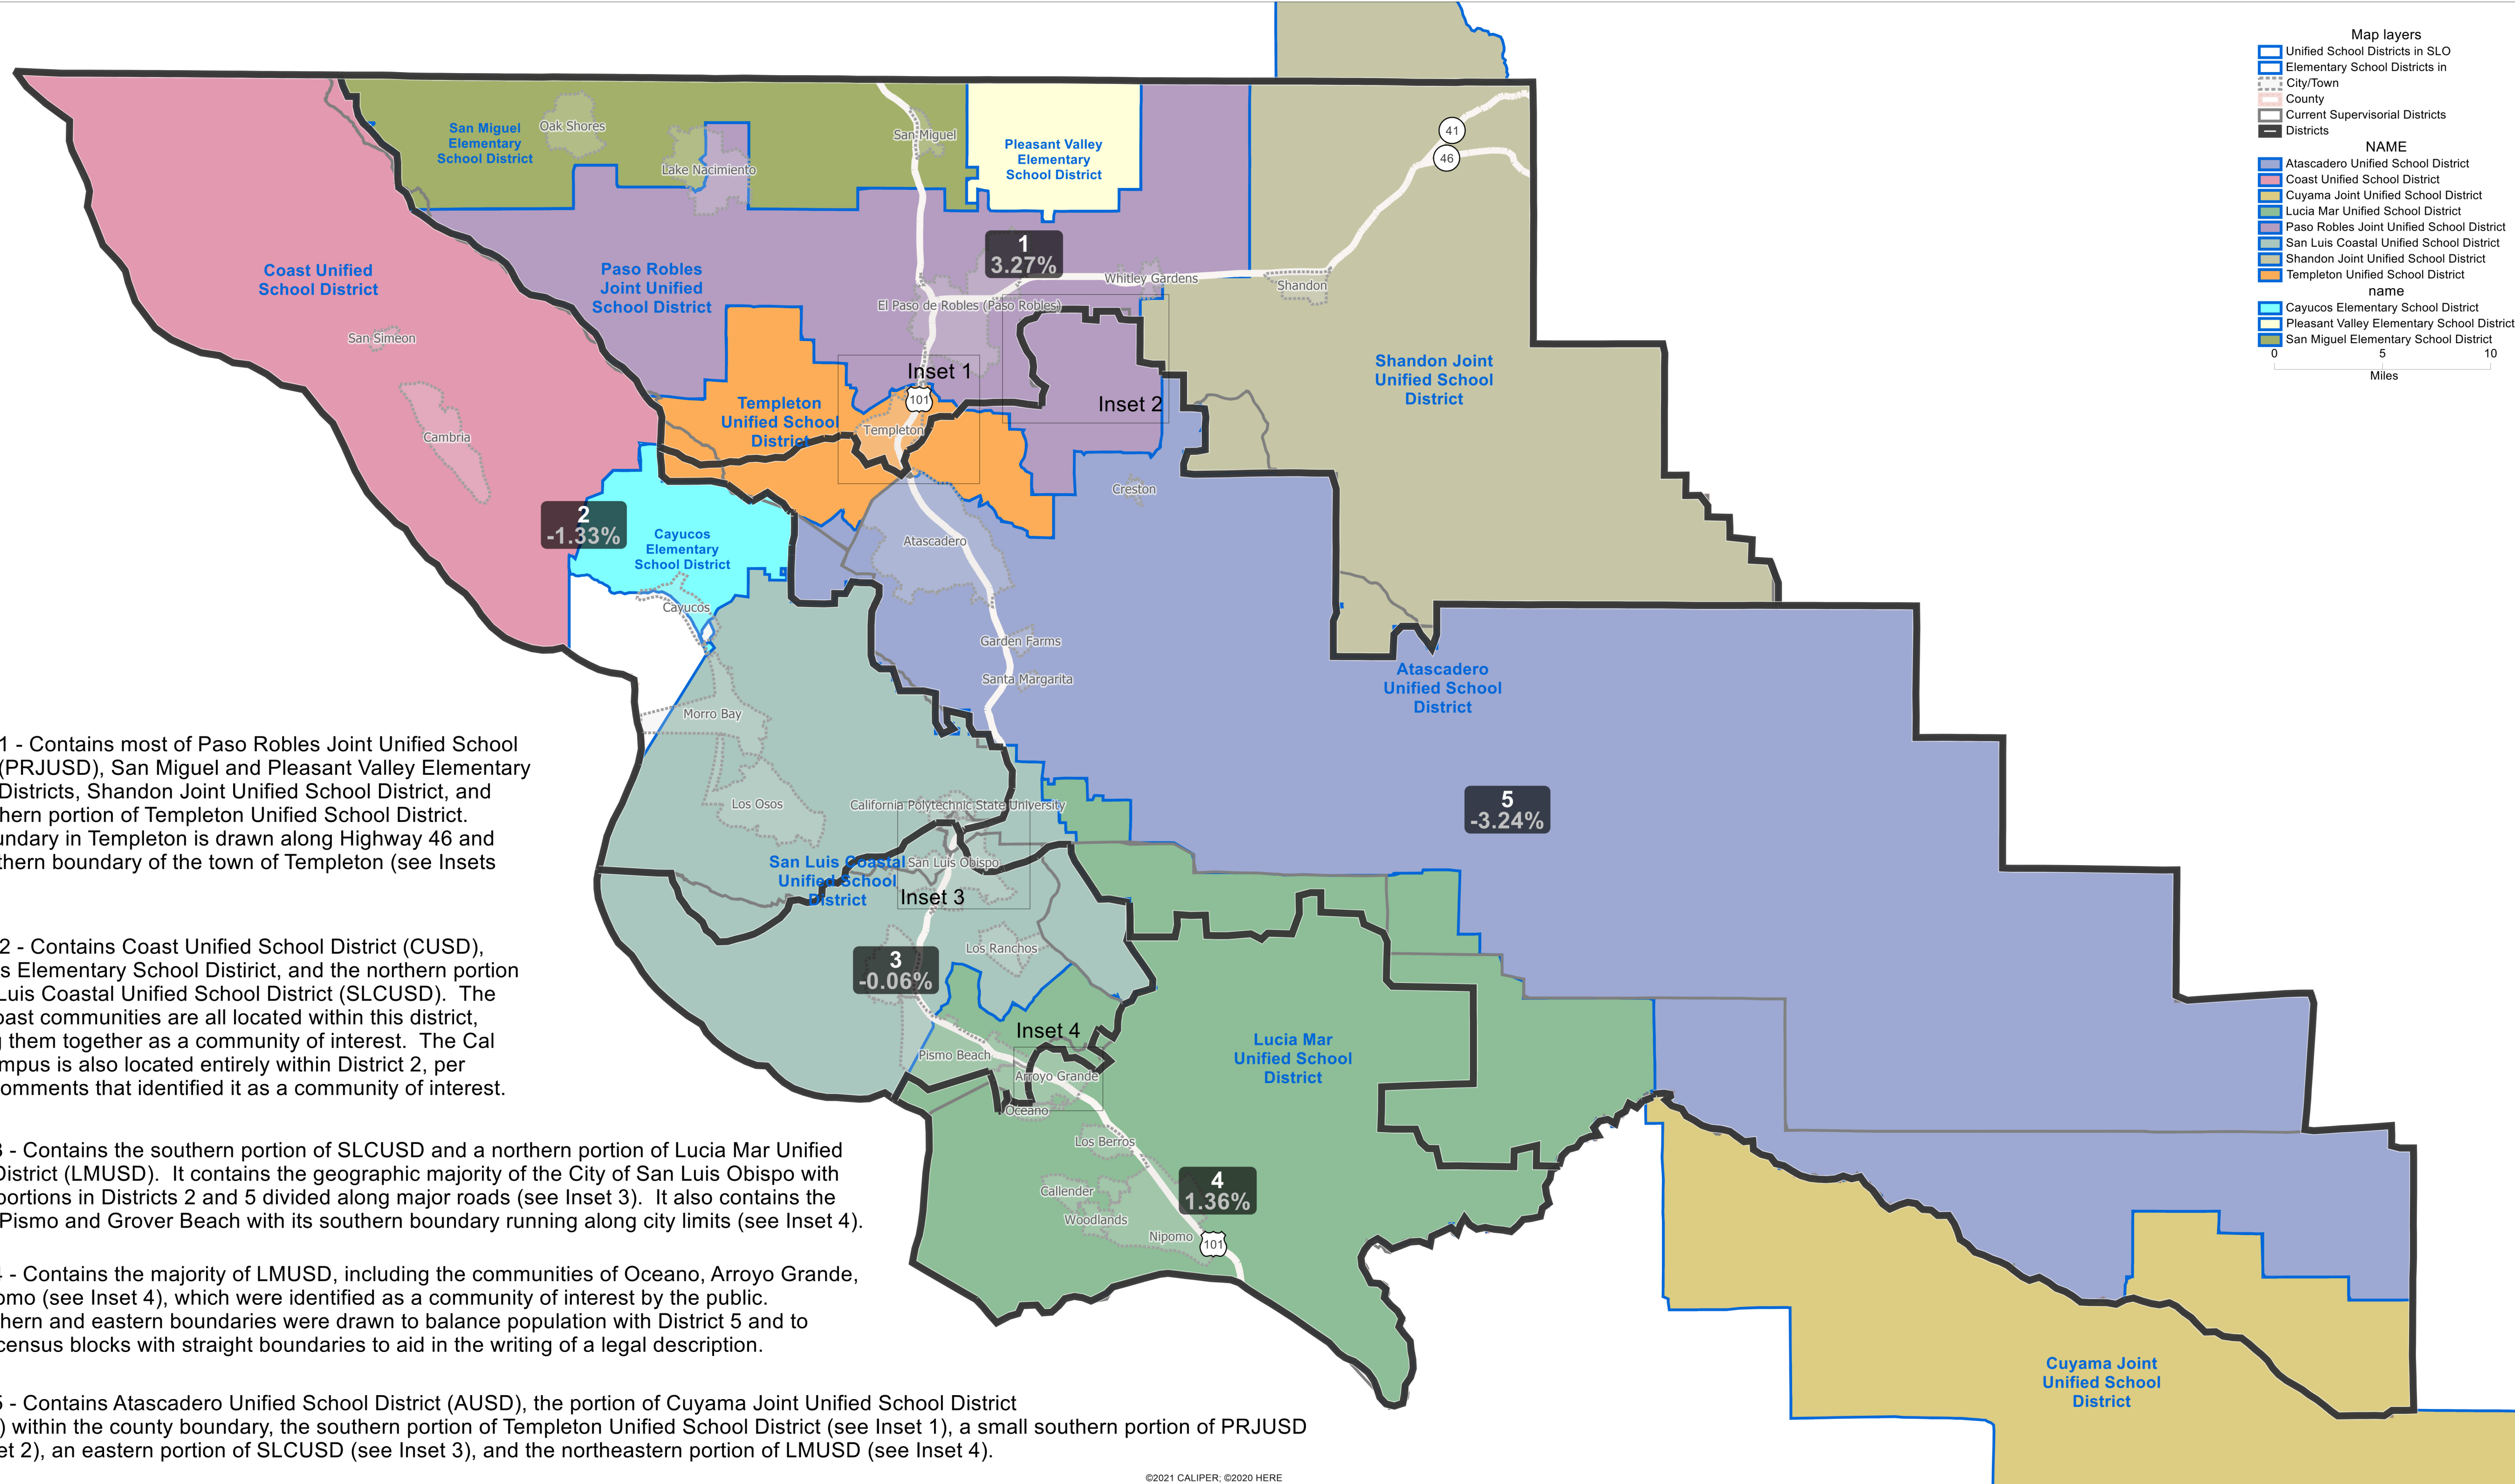 Map layers
Unified School Districts in SLO
Elementary School Districts in
City/Town
County
Current Supervisorial Districts
Districts
NAME
Atascadero Unified School District
Coast Unified School District
Cuyama Joint Unified School District
Lucia Mar Unified School District
Paso Robles Joint Unified School District
San Luis Coastal Unified School District
Shandon Joint Unified School District
Templeton Unified School District
name
Cayucos Elementary School District
Pleasant Valley Elementary School District
San Miguel Elementary School District
0 5 10
Miles
San Miguel
Elementary
School District
Oak Shores
Lake Nacimiento
San Miguel
Pleasant Valley
Elementary
School District
41
46
Coast Unified
School District
Paso Robles
Joint Unified
School District
1
3.27%
Whitley Gardens
Shandon
El Paso de Robles (Paso Robles)
San Simeon
Shandon Joint
Unified School
District
Inset 1
101
Inset 2
Templeton
Unified School
District
Templeton
Cambria
Creston
2
-1.33%
Cayucos
Elementary
School District
Atascadero
Cayucos
Garden Farms
Santa Margarita
Atascadero
Unified School
District
Morro Bay
Los Osos
California Polytechnic State University
5
-3.24%
San Luis Coastal
Unified School
District
San Luis Obispo
Inset 3
Los Ranchos
3
-0.06%
Inset 4
Lucia Mar
Unified School
District
Pismo Beach
Arroyo Grande
Oceano
Los Berros
4
1.36%
Callender
Woodlands
Nipomo
101
Cuyama Joint
Unified School
District
1 - Contains most of Paso Robles Joint Unified School
(PRJUSD), San Miguel and Pleasant Valley Elementary
Districts, Shandon Joint Unified School District, and
hern portion of Templeton Unified School District.
undary in Templeton is drawn along Highway 46 and
thern boundary of the town of Templeton (see Insets
2 - Contains Coast Unified School District (CUSD),
s Elementary School Distirict, and the northern portion
Luis Coastal Unified School District (SLCUSD). The
oast communities are all located within this district,
g them together as a community of interest. The Cal
mpus is also located entirely within District 2, per
omments that identified it as a community of interest.
3 - Contains the southern portion of SLCUSD and a northern portion of Lucia Mar Unified
District (LMUSD). It contains the geographic majority of the City of San Luis Obispo with
portions in Districts 2 and 5 divided along major roads (see Inset 3). It also contains the
Pismo and Grover Beach with its southern boundary running along city limits (see Inset 4).
4 - Contains the majority of LMUSD, including the communities of Oceano, Arroyo Grande,
omo (see Inset 4), which were identified as a community of interest by the public.
hern and eastern boundaries were drawn to balance population with District 5 and to
census blocks with straight boundaries to aid in the writing of a legal description.
5 - Contains Atascadero Unified School District (AUSD), the portion of Cuyama Joint Unified School District
) within the county boundary, the southern portion of Templeton Unified School District (see Inset 1), a small southern portion of PRJUSD
et 2), an eastern portion of SLCUSD (see Inset 3), and the northeastern portion of LMUSD (see Inset 4).
©2021 CALIPER; ©2020 HERE